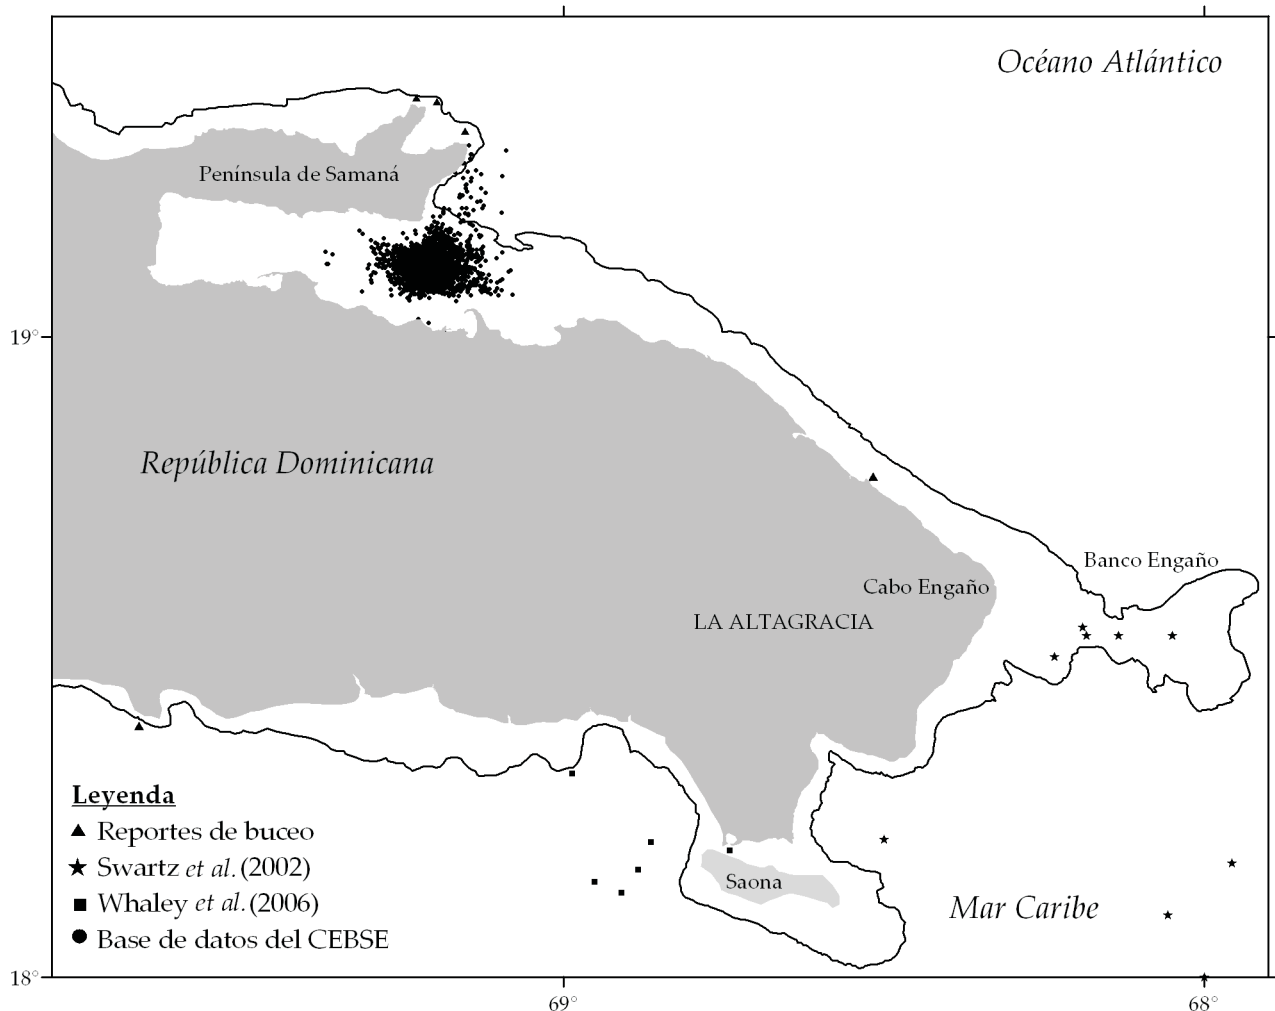 Océano Atlántico
Península de Samaná
19°
República Dominicana
Banco Engaño
Cabo Engaño
LA ALTAGRACIA
Leyenda
Reportes de buceo
Swartz et al. (2002)
Whaley et al. (2006)
Base de datos del CEBSE
Saona
Mar Caribe
18°
69°
68°